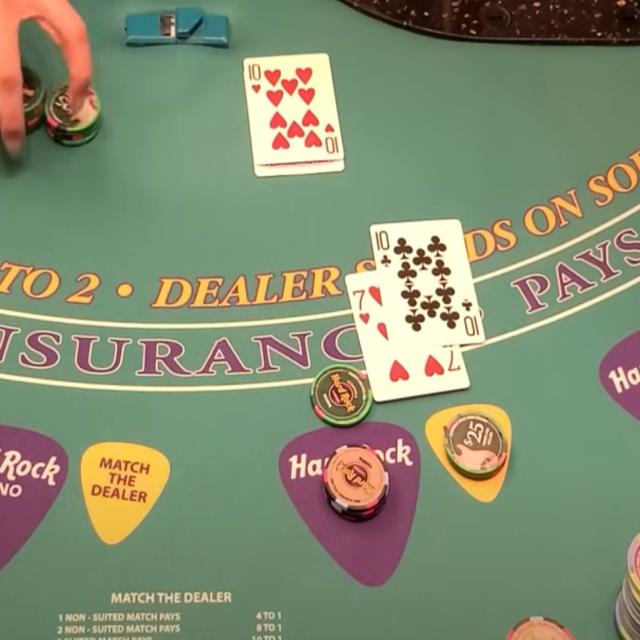 10
10
10
10
7
7
TO 2 • DEALER S
DS ON SO
INSURANC
PAYS
Hard Rock
$25
Rock
NO
MATCH
THE
DEALER
Ha
MATCH THE DEALER
1 NON - SUITED MATCH PAYS 4 TO 1
2 NON - SUITED MATCH PAYS 8 TO 1